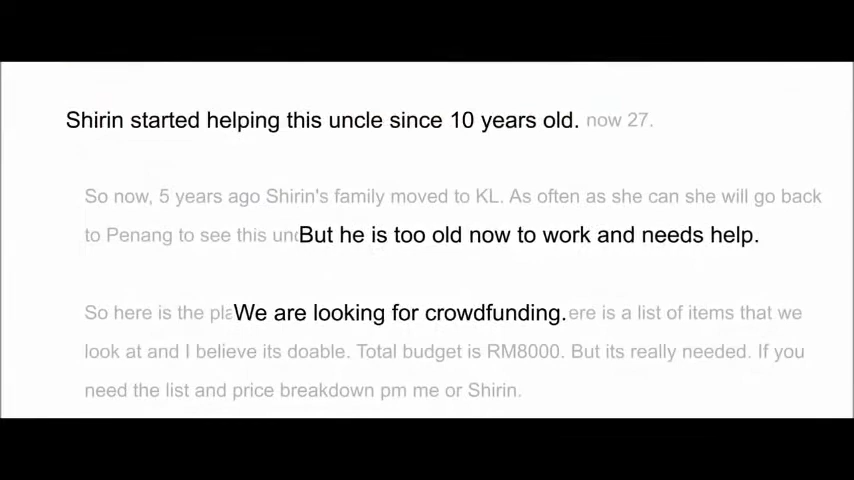 Shirin started helping this uncle since 10 years old. now 27.
So now, 5 years ago Shirin's family moved to KL. As often as she can she will go back
to Penang to see this But he is too old now to work and needs help.
So here is the We are looking for crowdfunding. is a list of items that we
look at and I believe its doable. Total budget is RM8000. But its really needed. If you
need the list and price breakdown pm me or Shirin.